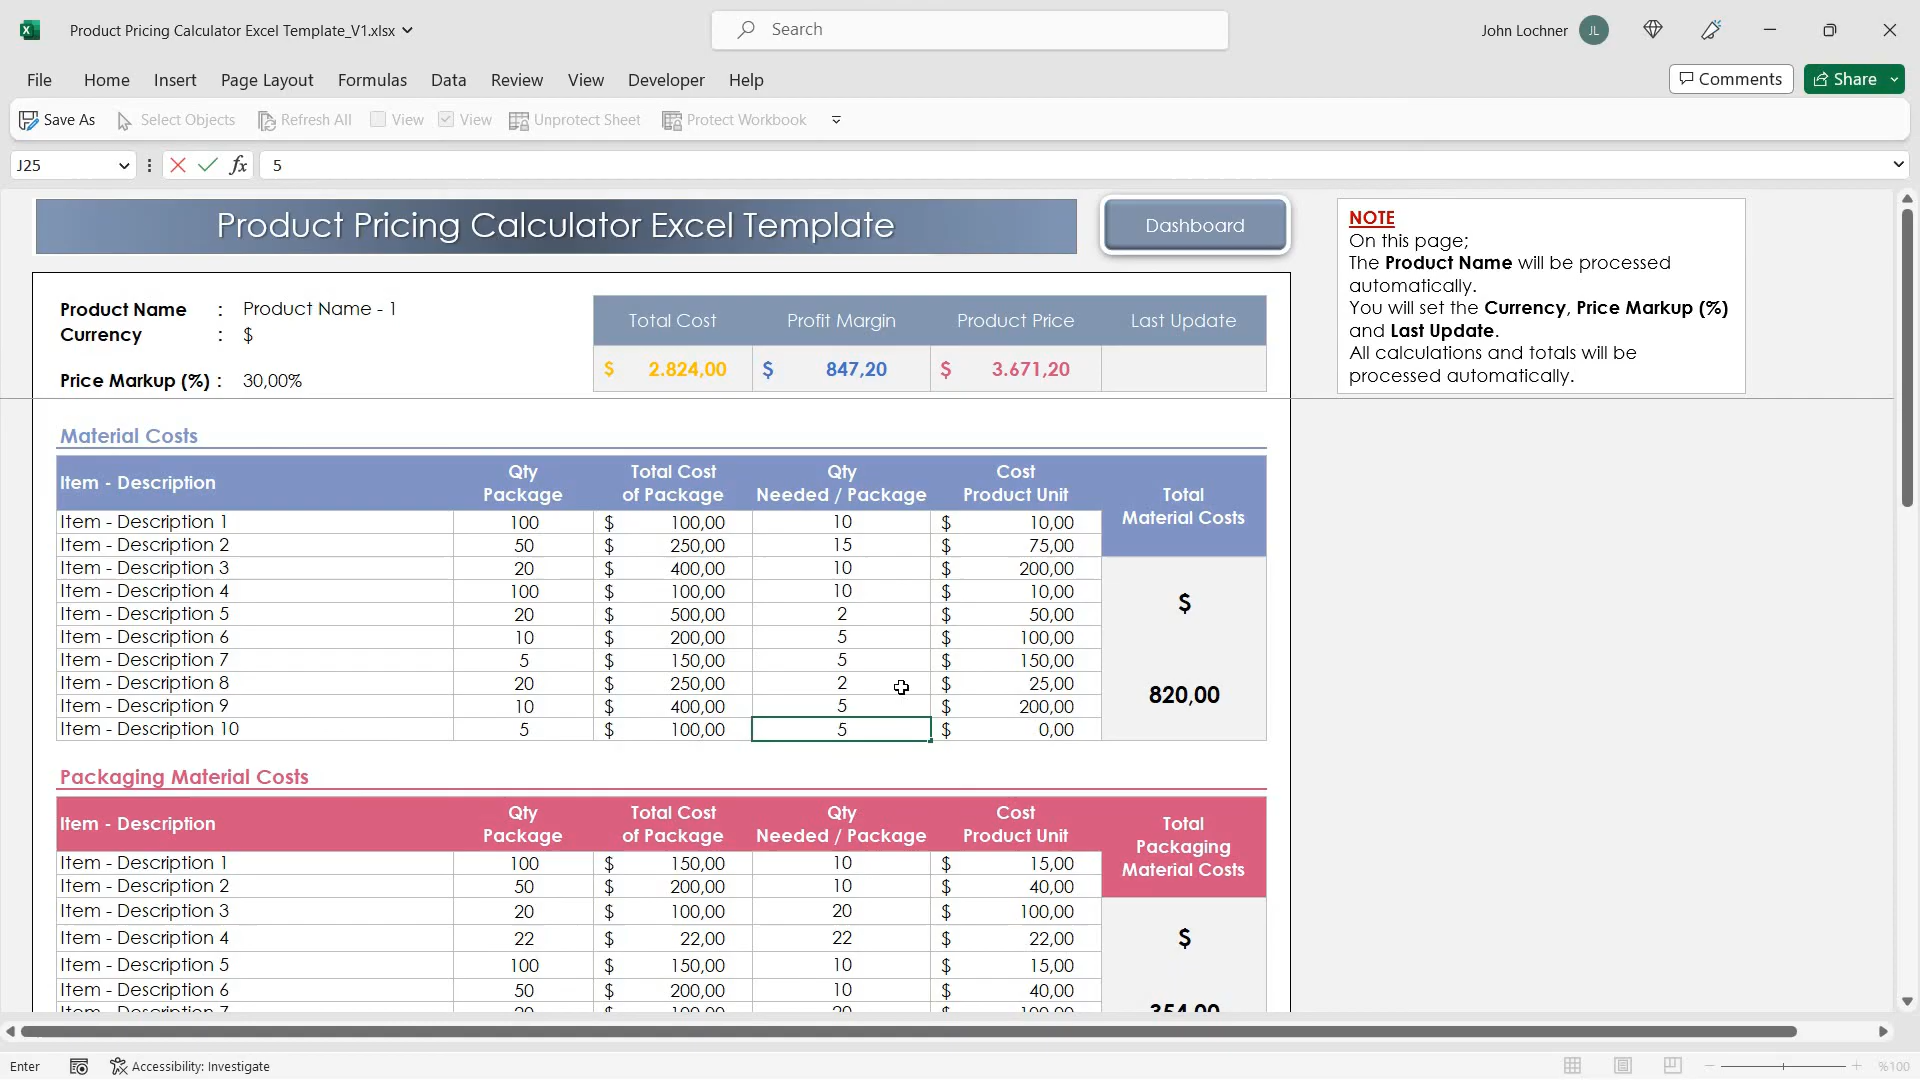 Product Pricing Calculator Excel Template_V1.xlsx
Search
John Lochner JL
File Home Insert Page Layout Formulas Data Review View Developer Help
Comments Share
Save As Select Objects Refresh All View View Unprotect Sheet Protect Workbook
J25 fx 5
Product Pricing Calculator Excel Template
Dashboard
Product Name : Product Name - 1
Currency : $
Price Markup (%) : 30,00%
Total Cost Profit Margin Product Price Last Update
$ 2.824,00 $ 847,20 $ 3.671,20
NOTE
On this page;
The Product Name will be processed
automatically.
You will set the Currency, Price Markup (%)
and Last Update.
All calculations and totals will be
processed automatically.
Material Costs
Item - Description Qty Package Total Cost of Package Qty Needed / Package Cost Product Unit Total Material Costs
Item - Description 1 100 $ 100,00 10 $ 10,00
Item - Description 2 50 $ 250,00 15 $ 75,00
Item - Description 3 20 $ 400,00 10 $ 200,00
Item - Description 4 100 $ 100,00 10 $ 10,00
Item - Description 5 20 $ 500,00 2 $ 50,00
Item - Description 6 10 $ 200,00 5 $ 100,00
Item - Description 7 5 $ 150,00 5 $ 150,00
Item - Description 8 20 $ 250,00 2 $ 25,00
Item - Description 9 10 $ 400,00 5 $ 200,00
Item - Description 10 5 $ 100,00 5 $ 0,00
$
820,00
Packaging Material Costs
Item - Description Qty Package Total Cost of Package Qty Needed / Package Cost Product Unit Total Packaging Material Costs
Item - Description 1 100 $ 150,00 10 $ 15,00
Item - Description 2 50 $ 200,00 10 $ 40,00
Item - Description 3 20 $ 100,00 20 $ 100,00
Item - Description 4 22 $ 22,00 22 $ 22,00
Item - Description 5 100 $ 150,00 10 $ 15,00
Item - Description 6 50 $ 200,00 10 $ 40,00
Item - Description 7 20 $ 100,00 20 $ 100,00
$
354,00
Enter Accessibility: Investigate %100